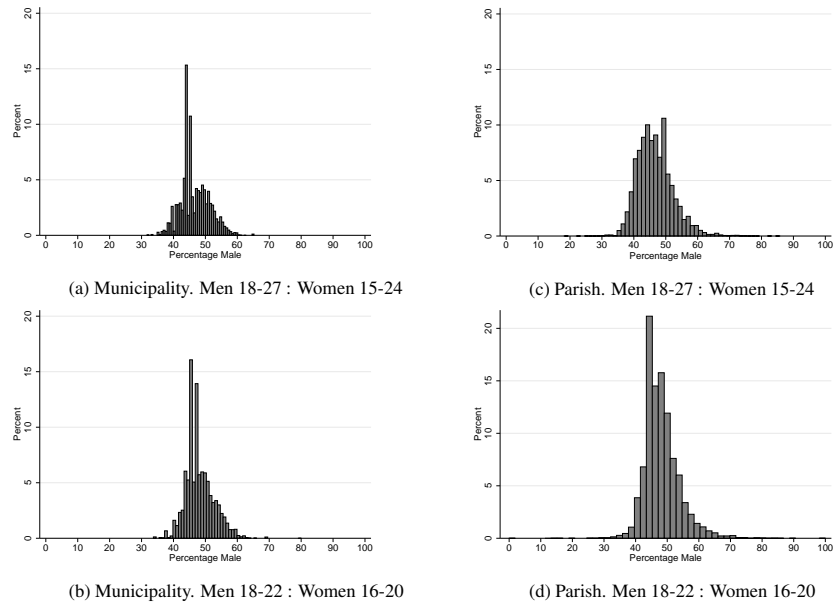 20
15
10
5
0
Percent
0 10 20 30 40 50 60 70 80 90 100
Percentage Male
(a) Municipality. Men 18-27 : Women 15-24
20
15
10
5
0
Percent
0 10 20 30 40 50 60 70 80 90 100
Percentage Male
(b) Municipality. Men 18-22 : Women 16-20
20
15
10
5
0
Percent
0 10 20 30 40 50 60 70 80 90 100
Percentage Male
(c) Parish. Men 18-27 : Women 15-24
20
15
10
5
0
Percent
0 10 20 30 40 50 60 70 80 90 100
Percentage Male
(d) Parish. Men 18-22 : Women 16-20